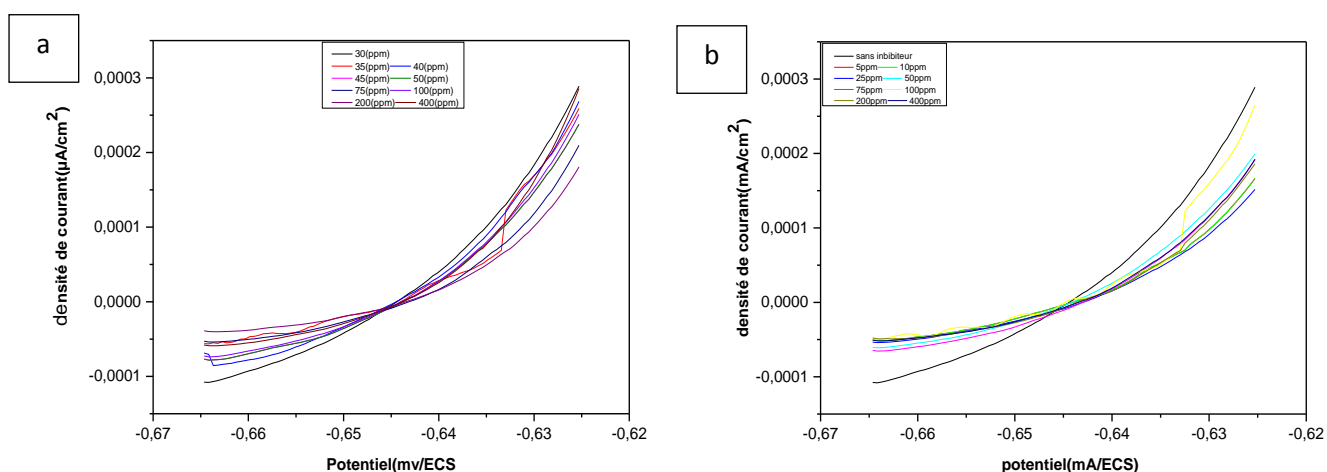 a
30(ppm)
35(ppm) 40(ppm)
45(ppm) 50(ppm)
75(ppm) 100(ppm)
200(ppm) 400(ppm)
densité de courant(µA/cm2)
0,0003
0,0002
0,0001
0,0000
-0,0001
-0,67 -0,66 -0,65 -0,64 -0,63 -0,62
Potentiel(mv/ECS
b
sans inbibiteur
5ppm 10ppm
25ppm 50ppm
75ppm 100ppm
200ppm 400ppm
densité de courant(mA/cm2)
0,0003
0,0002
0,0001
0,0000
-0,0001
-0,67 -0,66 -0,65 -0,64 -0,63 -0,62
potentiel(mA/ECS)